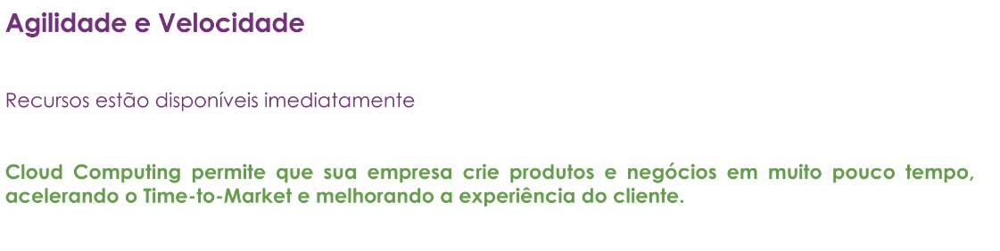 Agilidade e Velocidade
Recursos estão disponíveis imediatamente
Cloud Computing permite que sua empresa crie produtos e negócios em muito pouco tempo,
acelerando o Time-to-Market e melhorando a experiência do cliente.